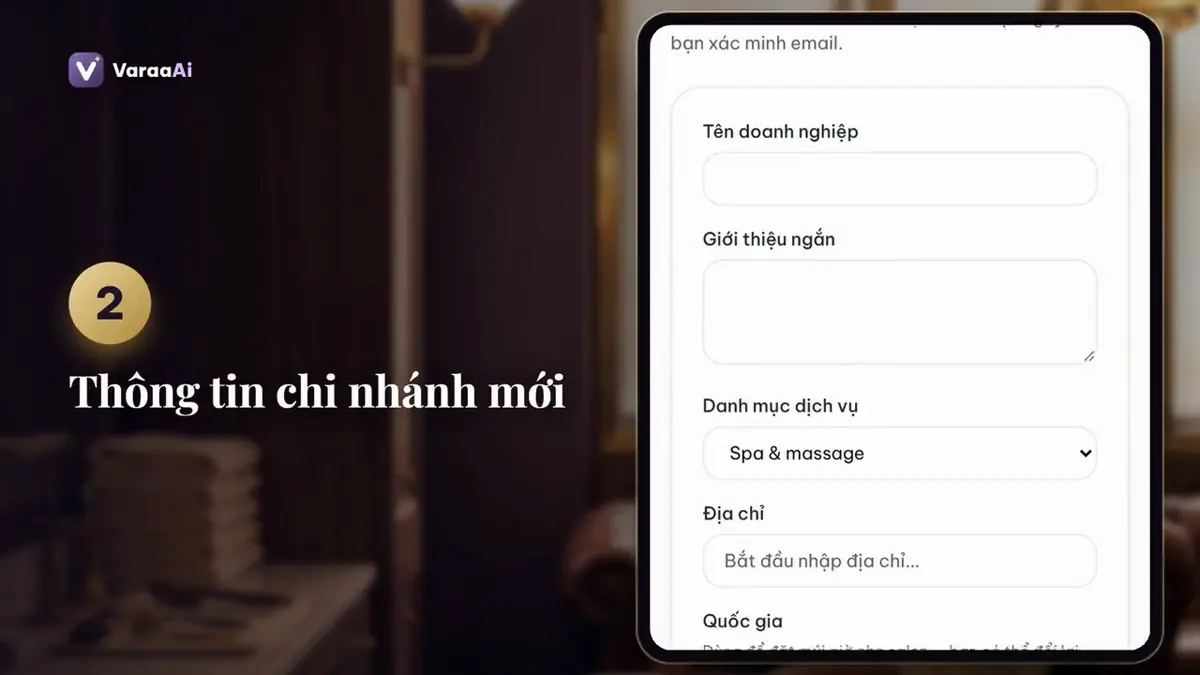 VaraaAi
2
Thông tin chi nhánh mới
bạn xác minh email.
Tên doanh nghiệp
Giới thiệu ngắn
Danh mục dịch vụ
Spa & massage
Địa chỉ
Bắt đầu nhập địa chỉ...
Quốc gia